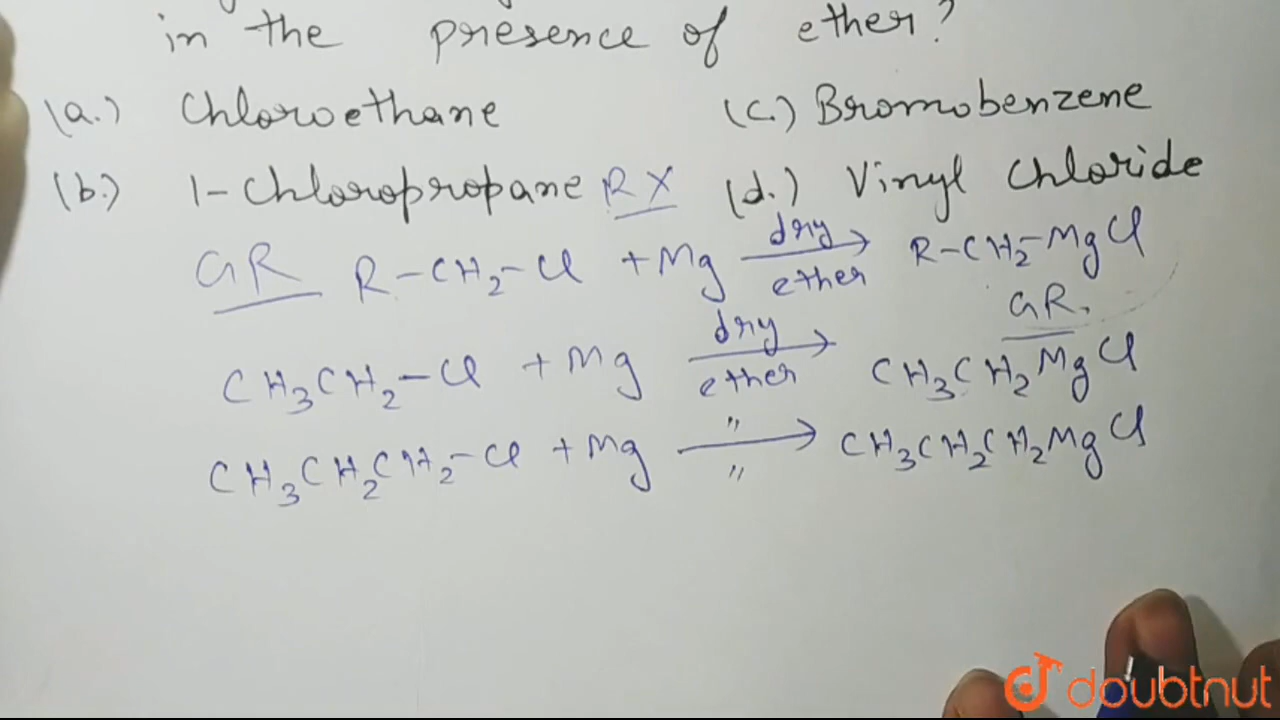 in the presence of ether?
(a.) Chloroethane (c.) Bromobenzene
(b.) 1-Chloropropane RX (d.) Vinyl Chloride
GR R-CH2-Cl +Mg dry ether → R-CH2-MgCl
GR.
CH3CH2-Cl + Mg dry ether → CH3CH2MgCl
CH3CH2CH2-Cl + Mg " " → CH3CH2CH2MgCl
doubtnut